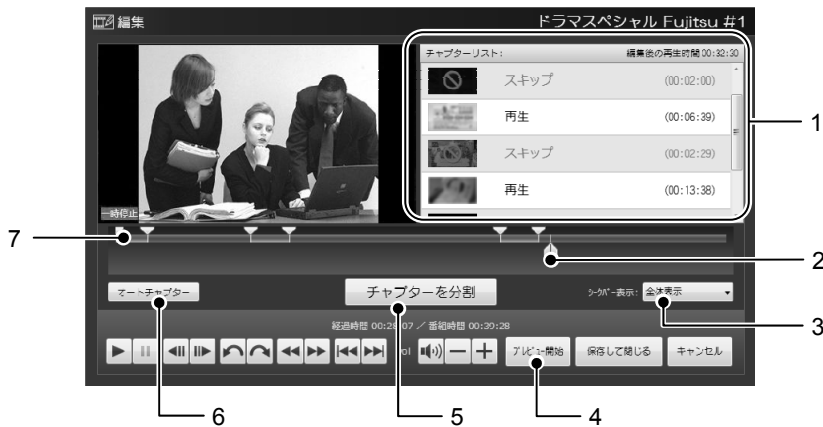 編集
ドラマスペシャル Fujitsu #1
チャプターリスト:
編集後の再生時間 00:32:30
スキップ (00:02:00)
再生 (00:06:39)
スキップ (00:02:29)
再生 (00:13:38)
一時停止
1
7
2
オートチャプター
チャプターを分割
シークバー表示: 全体表示
3
経過時間 00:28:07 / 番組時間 00:39:28
プレビュー開始
保存して閉じる
キャンセル
6
5
4